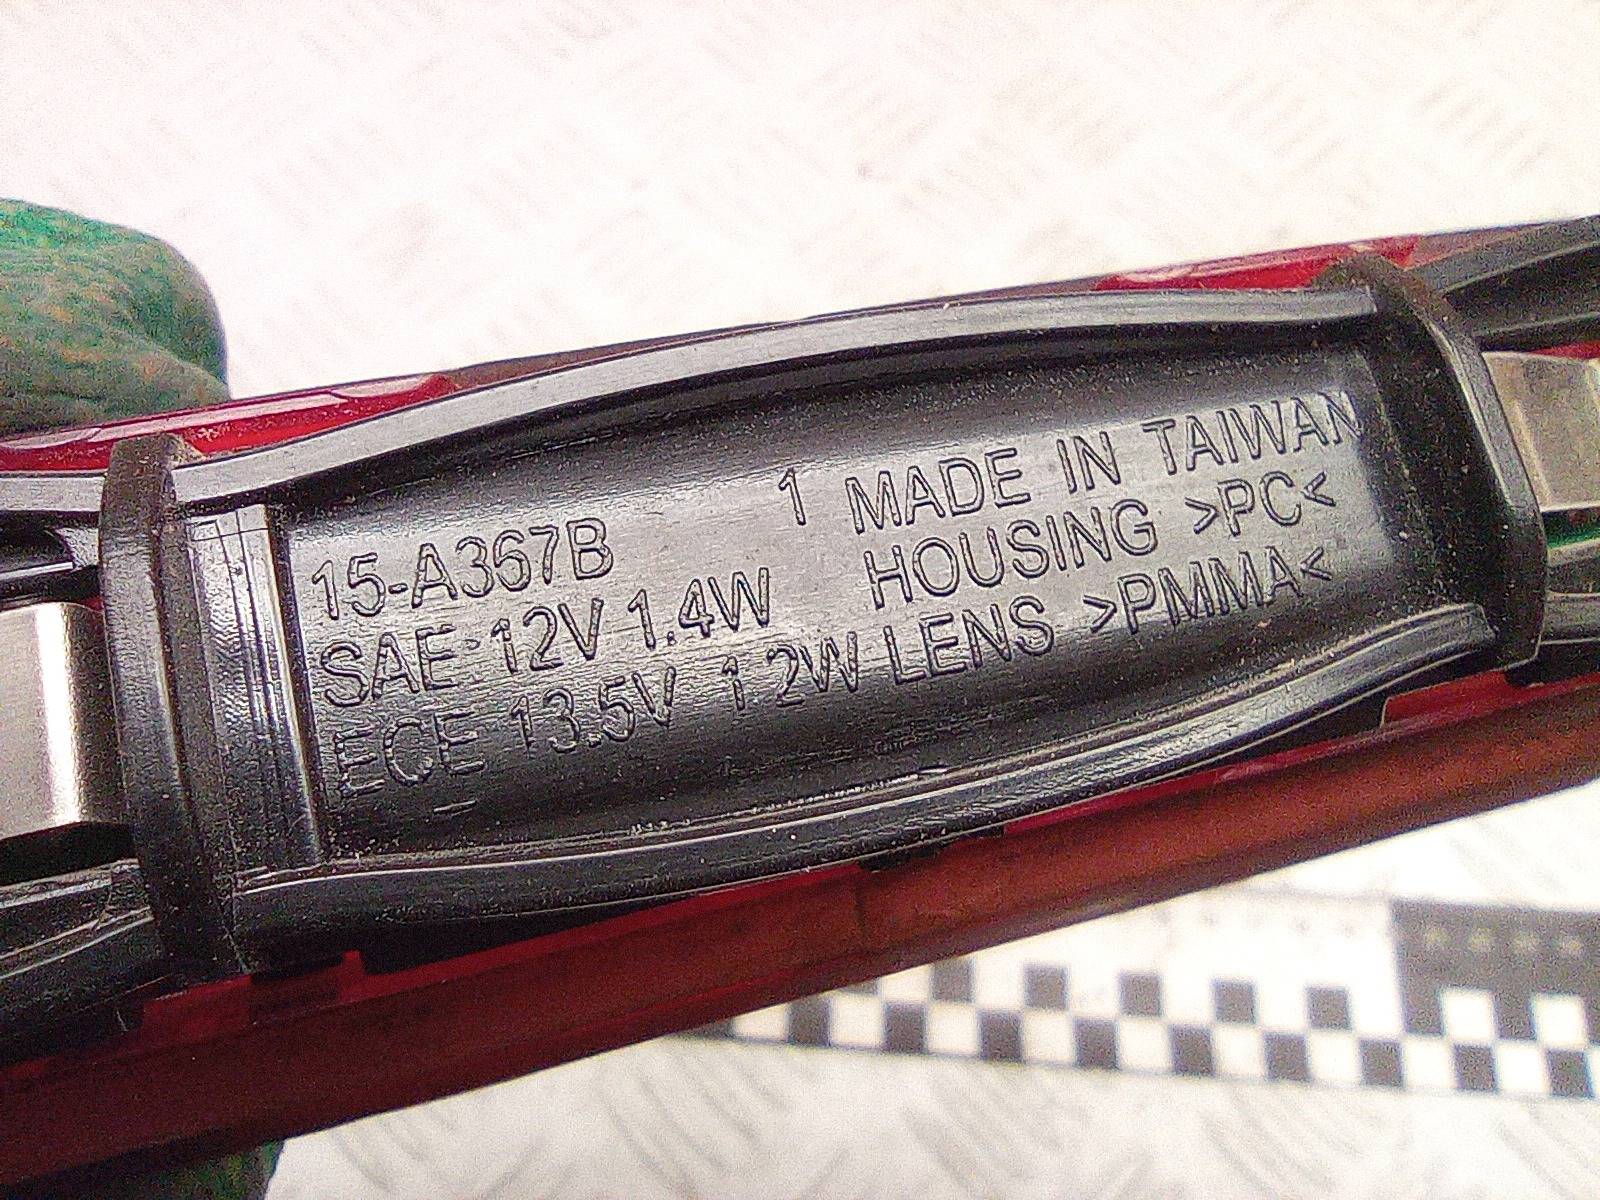 15-A367B
SAE 12V 1.4W
ECE 13.5V 1.2W
1
MADE IN TAIWAN
HOUSING >PC<
LENS >PMMA<